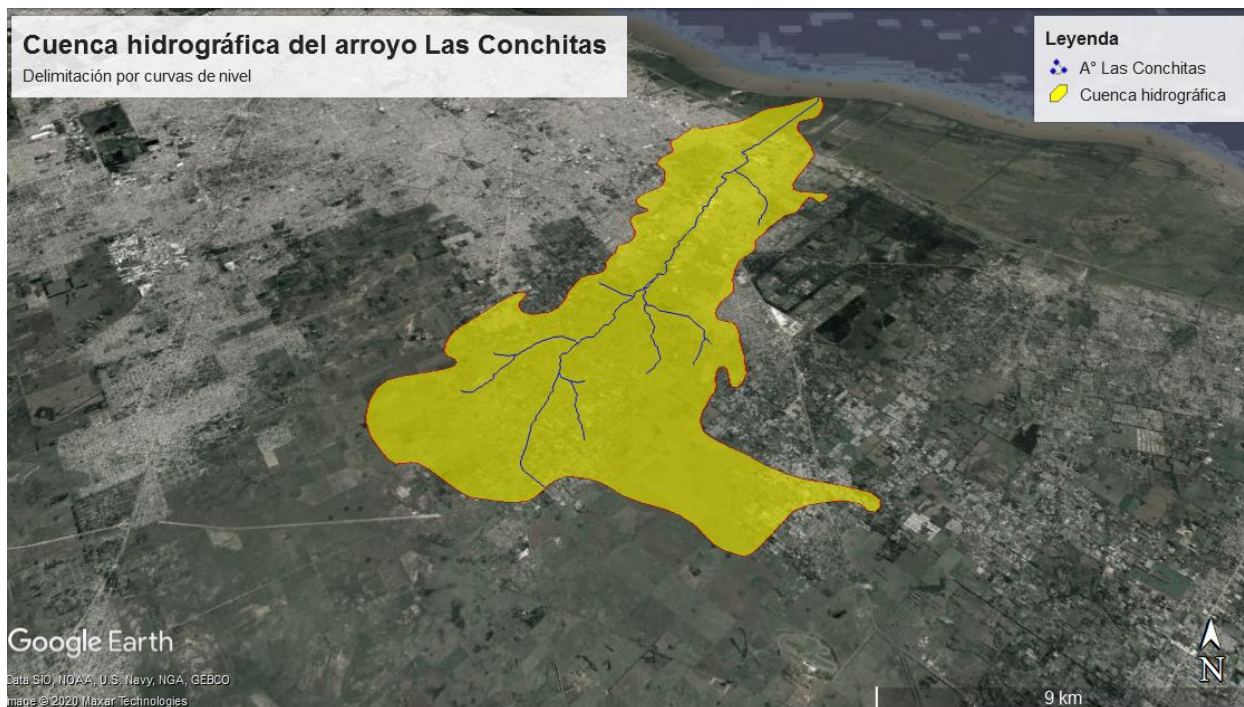 Cuenca hidrográfica del arroyo Las Conchitas
Delimitación por curvas de nivel
Leyenda
A° Las Conchitas
Cuenca hidrográfica
Google Earth
Data SIO, NOAA, U.S. Navy, NGA, GEBCO
Image © 2020 Maxar Technologies
N
9 km